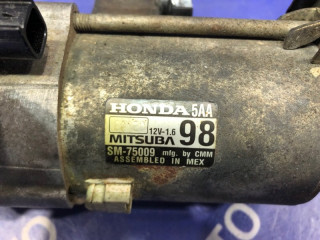 HONDA 5AA
12V-1.6 98
MITSUBA
SM-75009 mfg. by CMM
ASSEMBLED IN MEX